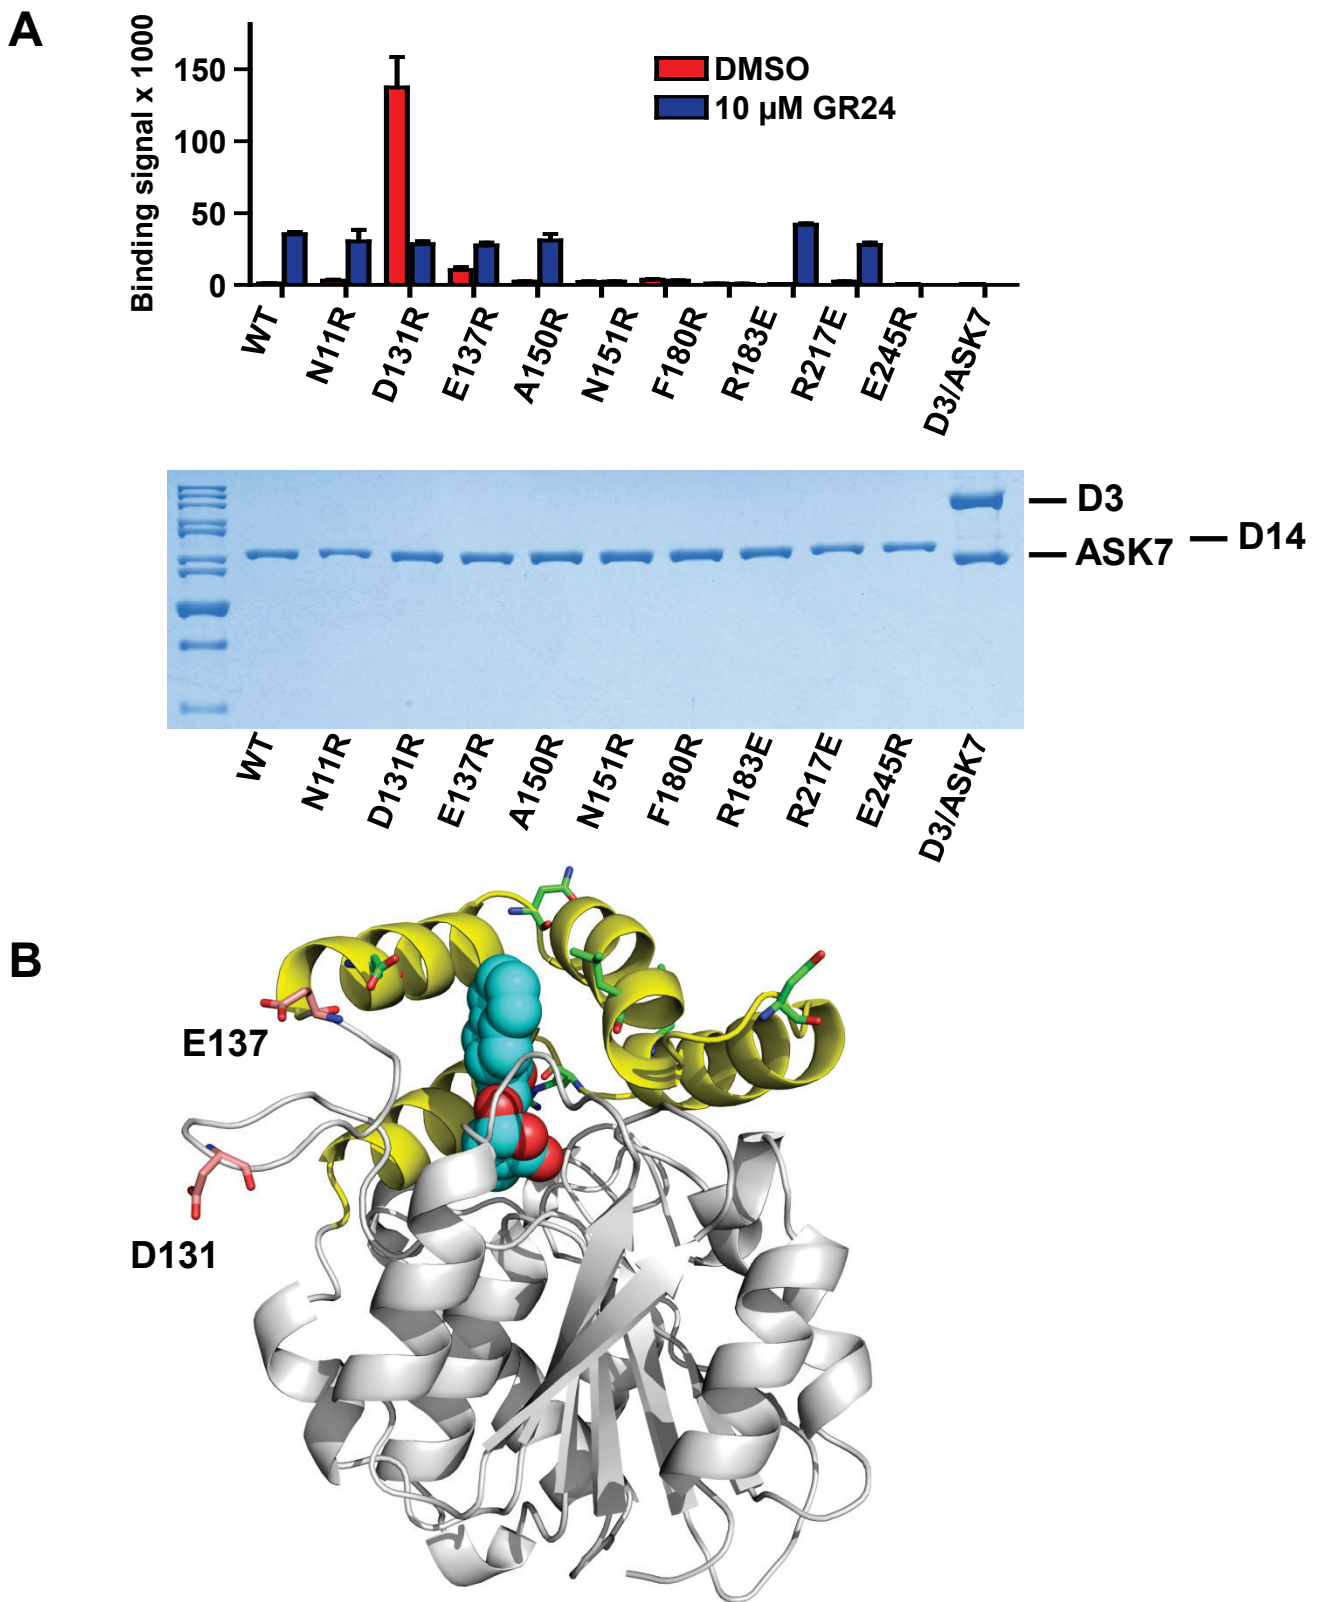 A
Binding signal x 1000
150
100
50
0
DMSO
10 µM GR24
WT
N11R
D131R
E137R
A150R
N151R
F180R
R183E
R217E
E245R
D3/ASK7
D3
ASK7
D14
WT
N11R
D131R
E137R
A150R
N151R
F180R
R183E
R217E
E245R
D3/ASK7
B
E137
D131